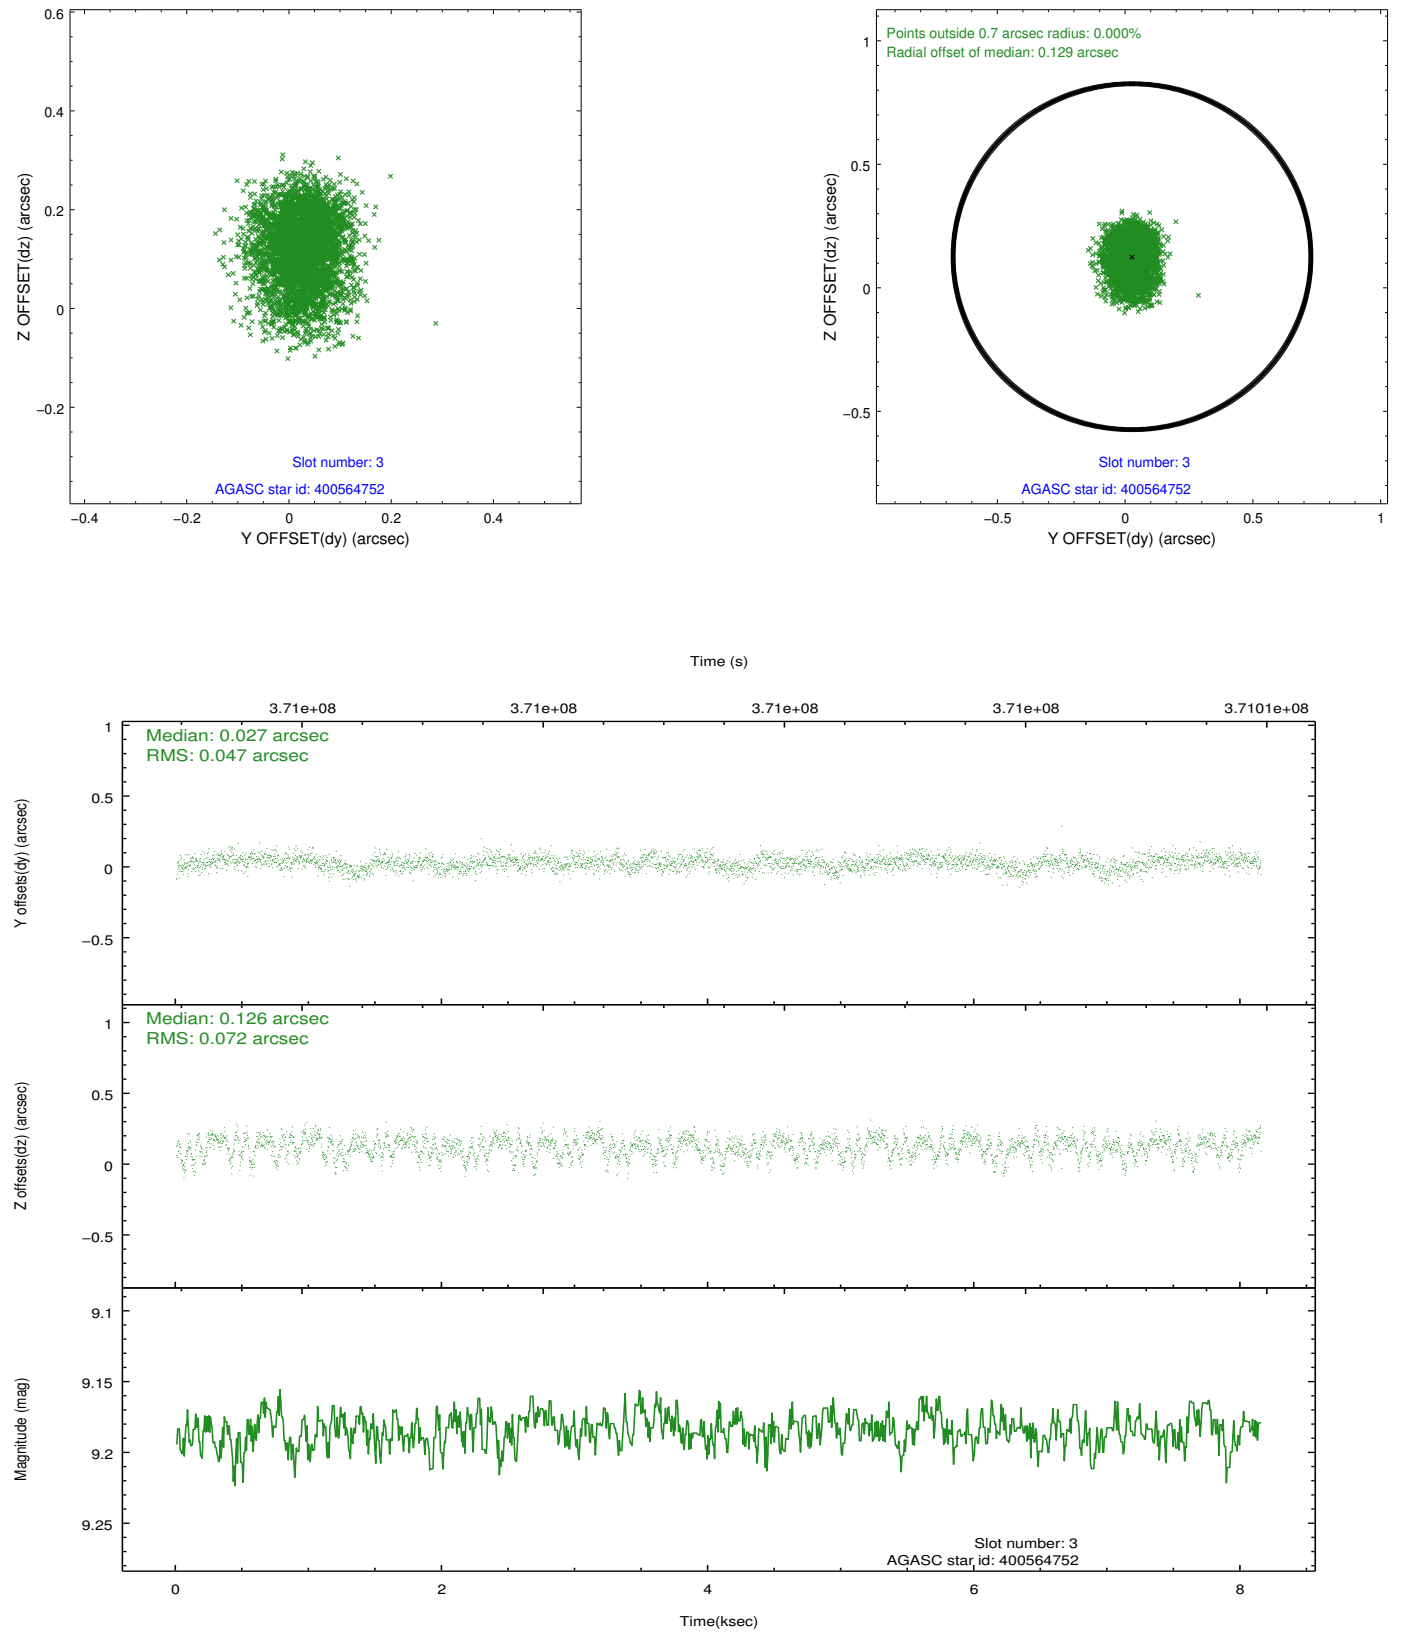 0.6
0.4
0.2
0
−0.2
Z OFFSET(dz) (arcsec)
Slot number: 3
AGASC star id: 400564752
−0.4 −0.2 0 0.2 0.4
Y OFFSET(dy) (arcsec)
Points outside 0.7 arcsec radius: 0.000%
Radial offset of median: 0.129 arcsec
1
0.5
0
−0.5
Z OFFSET(dz) (arcsec)
Slot number: 3
AGASC star id: 400564752
−0.5 0 0.5 1
Y OFFSET(dy) (arcsec)
Time (s)
3.71e+08 3.71e+08 3.71e+08 3.71e+08 3.7101e+08
Median: 0.027 arcsec
RMS: 0.047 arcsec
1
0.5
0
−0.5
Y offsets(dy) (arcsec)
Median: 0.126 arcsec
RMS: 0.072 arcsec
1
0.5
0
−0.5
Z offsets(dz) (arcsec)
9.1
9.15
9.2
9.25
Magnitude (mag)
Slot number: 3
AGASC star id: 400564752
0 2 4 6 8
Time(ksec)